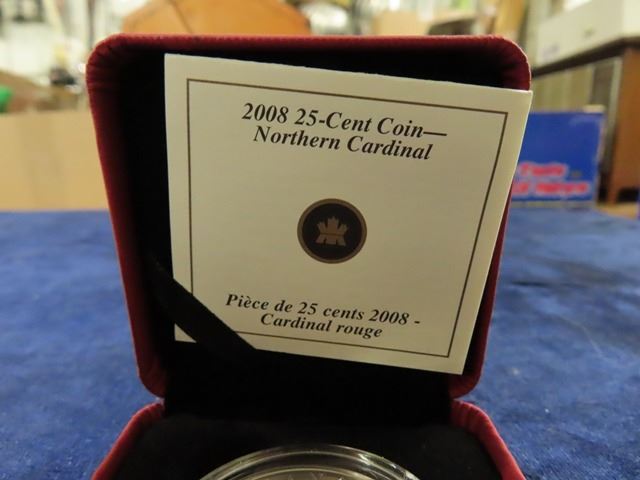 2008 25-Cent Coin—
Northern Cardinal
Pièce de 25 cents 2008 -
Cardinal rouge